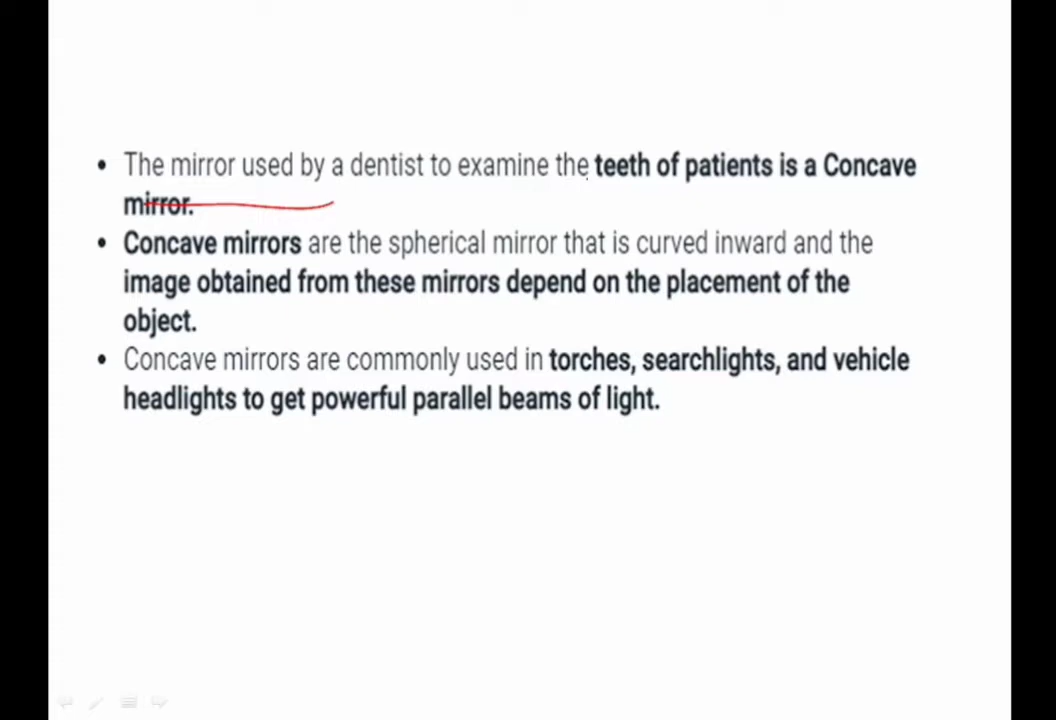 • The mirror used by a dentist to examine the teeth of patients is a Concave
mirror.
• Concave mirrors are the spherical mirror that is curved inward and the
image obtained from these mirrors depend on the placement of the
object.
• Concave mirrors are commonly used in torches, searchlights, and vehicle
headlights to get powerful parallel beams of light.